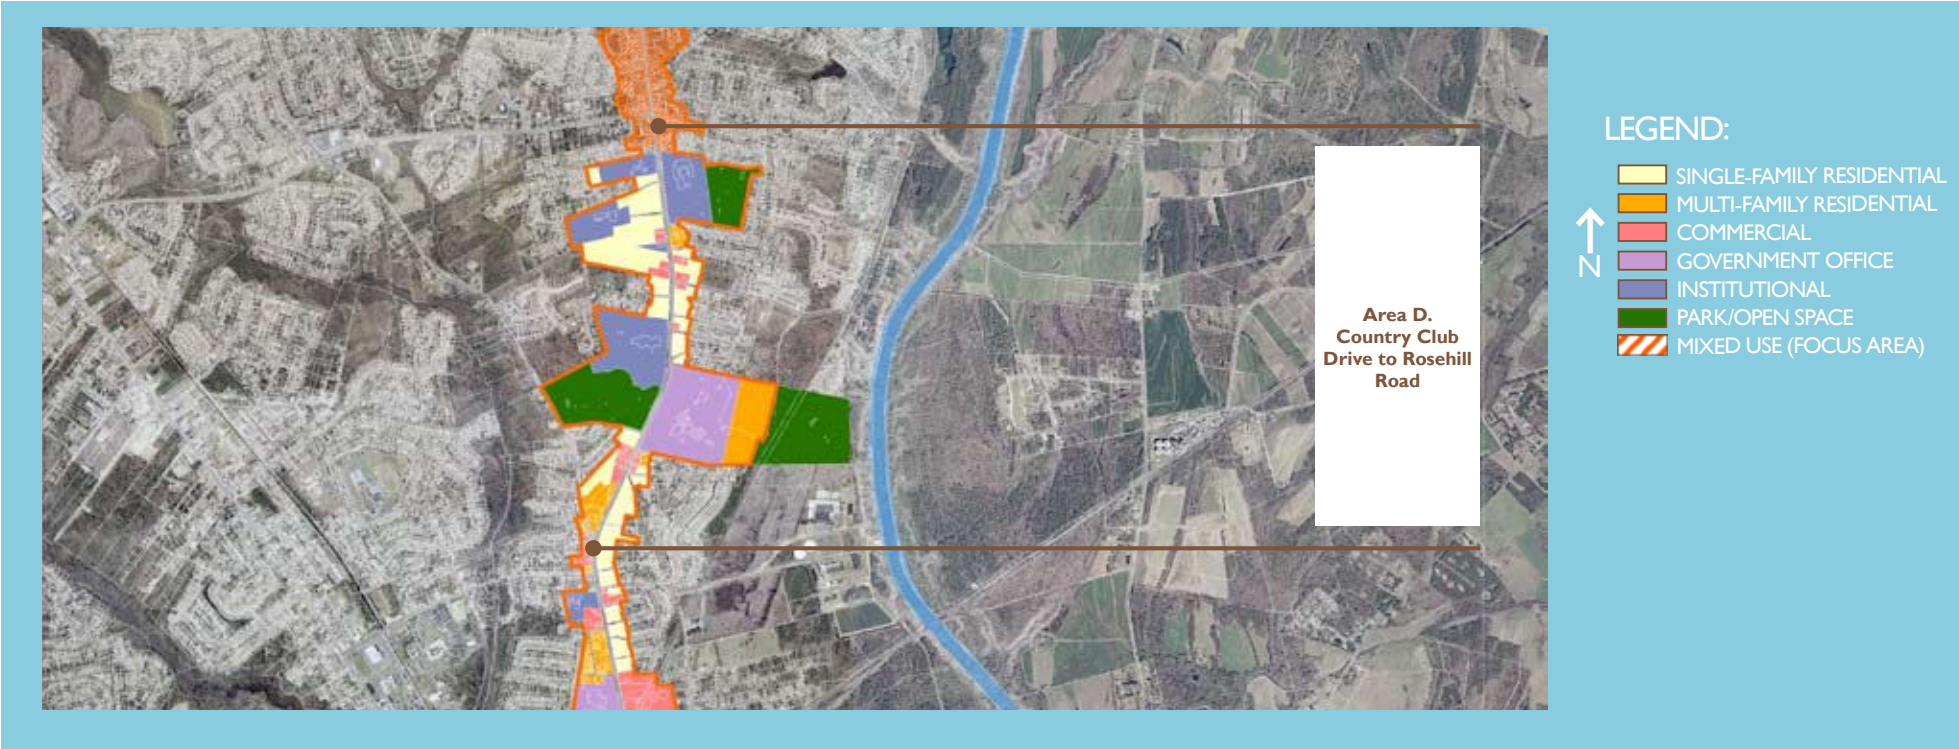 LEGEND:
SINGLE-FAMILY RESIDENTIAL
MULTI-FAMILY RESIDENTIAL
COMMERCIAL
GOVERNMENT OFFICE
INSTITUTIONAL
PARK/OPEN SPACE
MIXED USE (FOCUS AREA)
N
Area D.
Country Club
Drive to Rosehill
Road